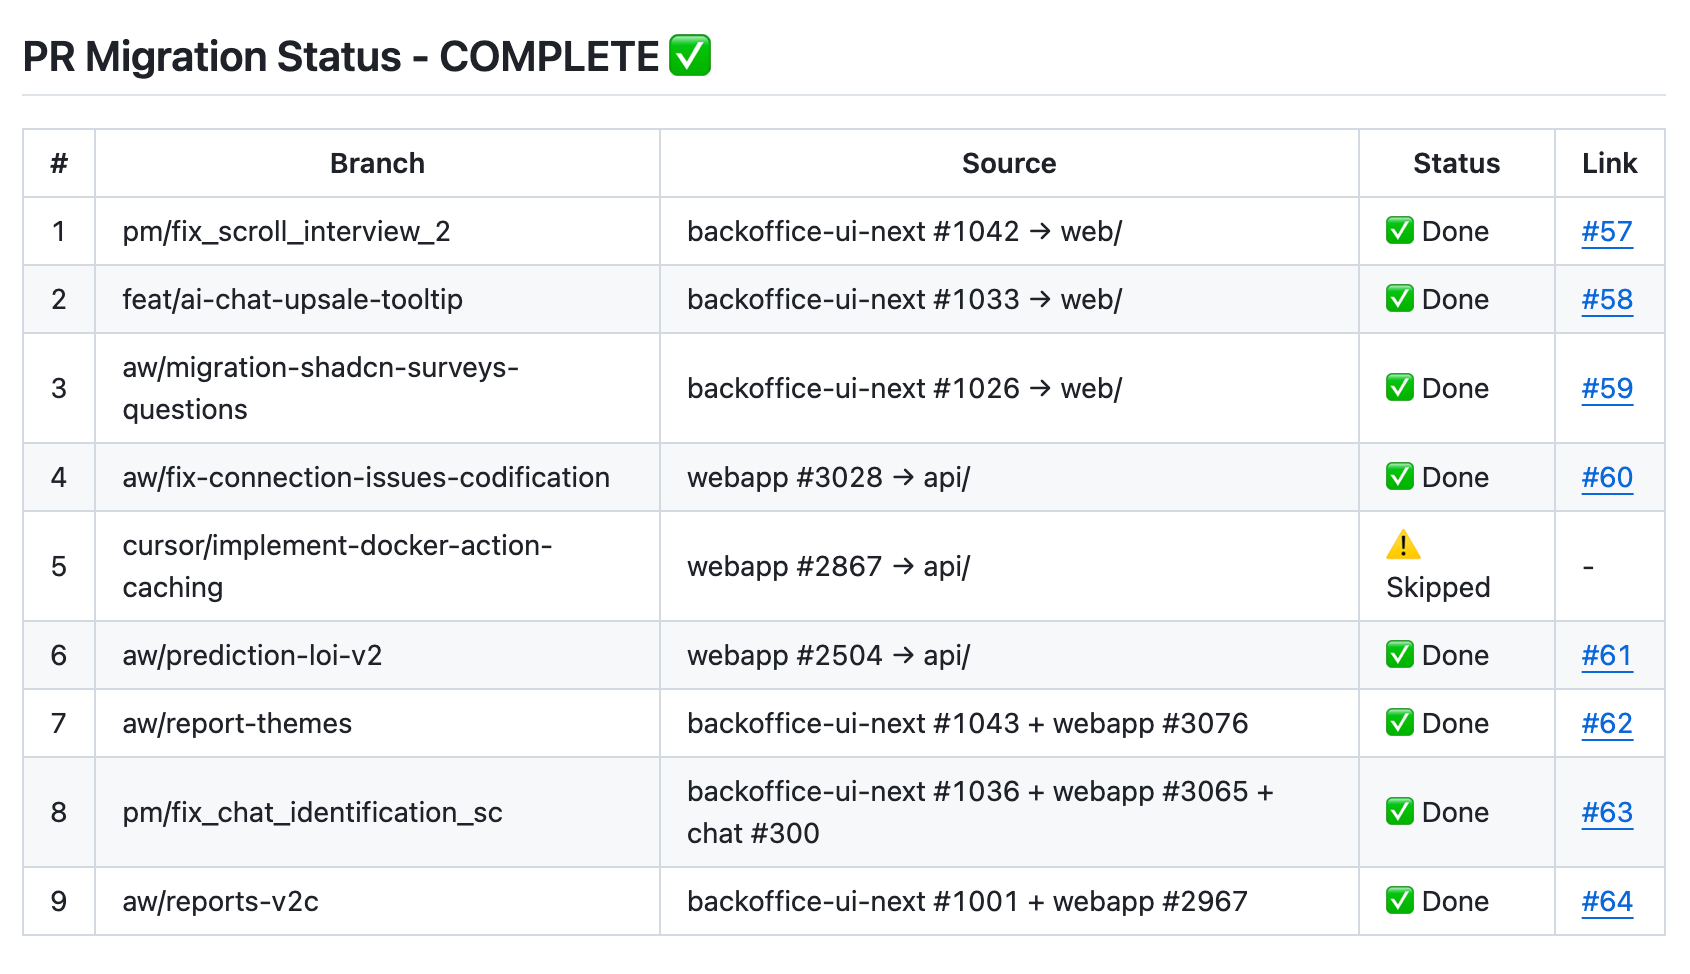 PR Migration Status - COMPLETE ✅
# Branch Source Status Link
1 pm/fix_scroll_interview_2 backoffice-ui-next #1042 → web/ ✅ Done #57
2 feat/ai-chat-upsale-tooltip backoffice-ui-next #1033 → web/ ✅ Done #58
3 aw/migration-shadcn-surveys-
questions backoffice-ui-next #1026 → web/ ✅ Done #59
4 aw/fix-connection-issues-codification webapp #3028 → api/ ✅ Done #60
5 cursor/implement-docker-action-
caching webapp #2867 → api/ ⚠️
Skipped -
6 aw/prediction-loi-v2 webapp #2504 → api/ ✅ Done #61
7 aw/report-themes backoffice-ui-next #1043 + webapp #3076 ✅ Done #62
8 pm/fix_chat_identification_sc backoffice-ui-next #1036 + webapp #3065 +
chat #300 ✅ Done #63
9 aw/reports-v2c backoffice-ui-next #1001 + webapp #2967 ✅ Done #64